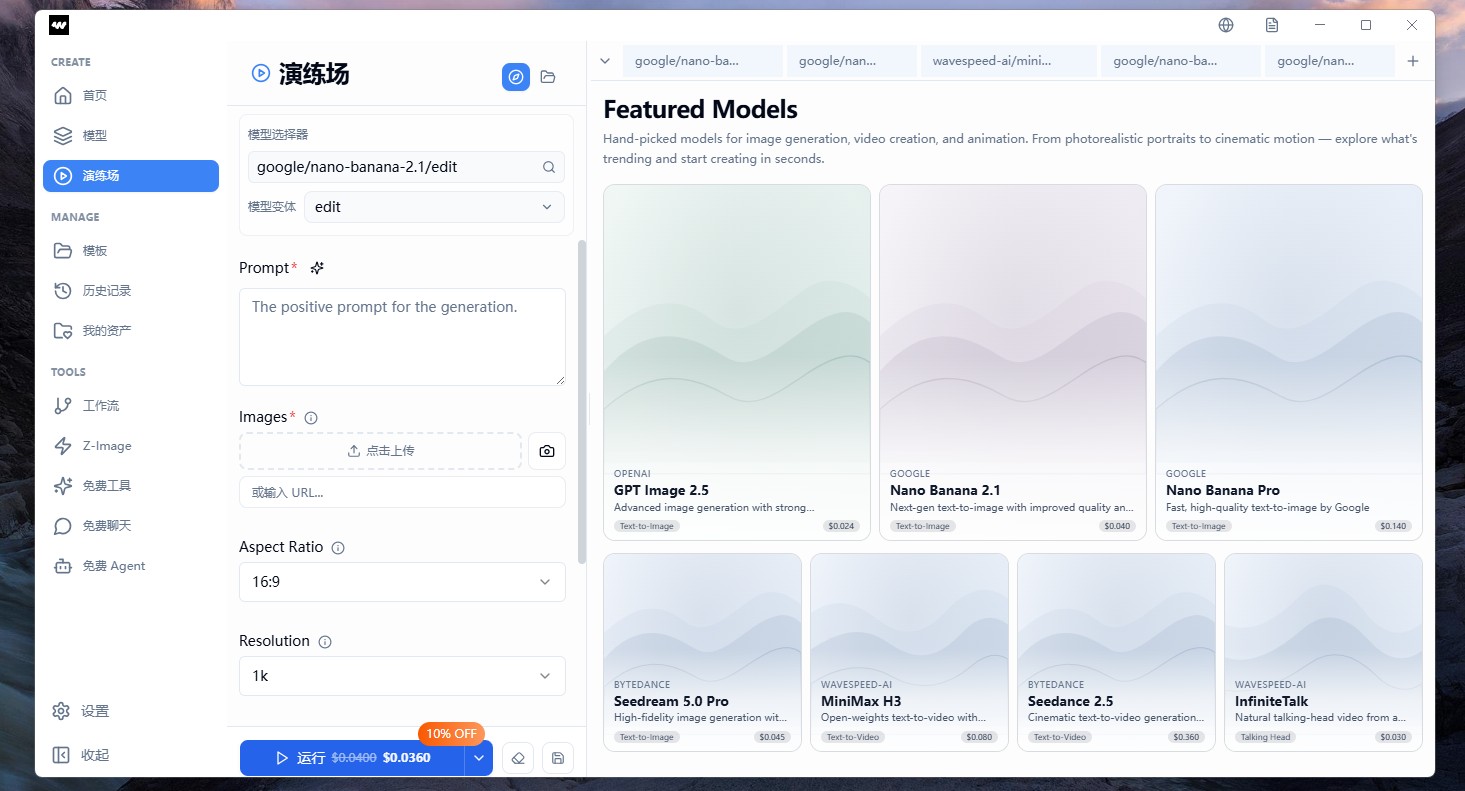 CREATE
首页
模型
演练场
MANAGE
模板
历史记录
我的资产
TOOLS
工作流
Z-Image
免费工具
免费聊天
免费 Agent
设置
收起
演练场
模型选择器
google/nano-banana-2.1/edit
模型变体
edit
Prompt*
The positive prompt for the generation.
Images*
点击上传
或输入 URL...
Aspect Ratio
16:9
Resolution
1k
10% OFF
运行 $0.0400 $0.0360
google/nano-ba...
google/nan...
wavespeed-ai/mini...
google/nano-ba...
google/nan...
Featured Models
Hand-picked models for image generation, video creation, and animation. From photorealistic portraits to cinematic motion — explore what's
trending and start creating in seconds.
OPENAI
GPT Image 2.5
Advanced image generation with strong...
Text-to-Image
$0.024
GOOGLE
Nano Banana 2.1
Next-gen text-to-image with improved quality an...
Text-to-Image
$0.040
GOOGLE
Nano Banana Pro
Fast, high-quality text-to-image by Google
Text-to-Image
$0.140
BYTEDANCE
Seedream 5.0 Pro
High-fidelity image generation wit...
Text-to-Image
$0.045
WAVESPEED-AI
MiniMax H3
Open-weights text-to-video with...
Text-to-Video
$0.080
BYTEDANCE
Seedance 2.5
Cinematic text-to-video generation...
Text-to-Video
$0.360
WAVESPEED-AI
InfiniteTalk
Natural talking-head video from a...
Talking Head
$0.030